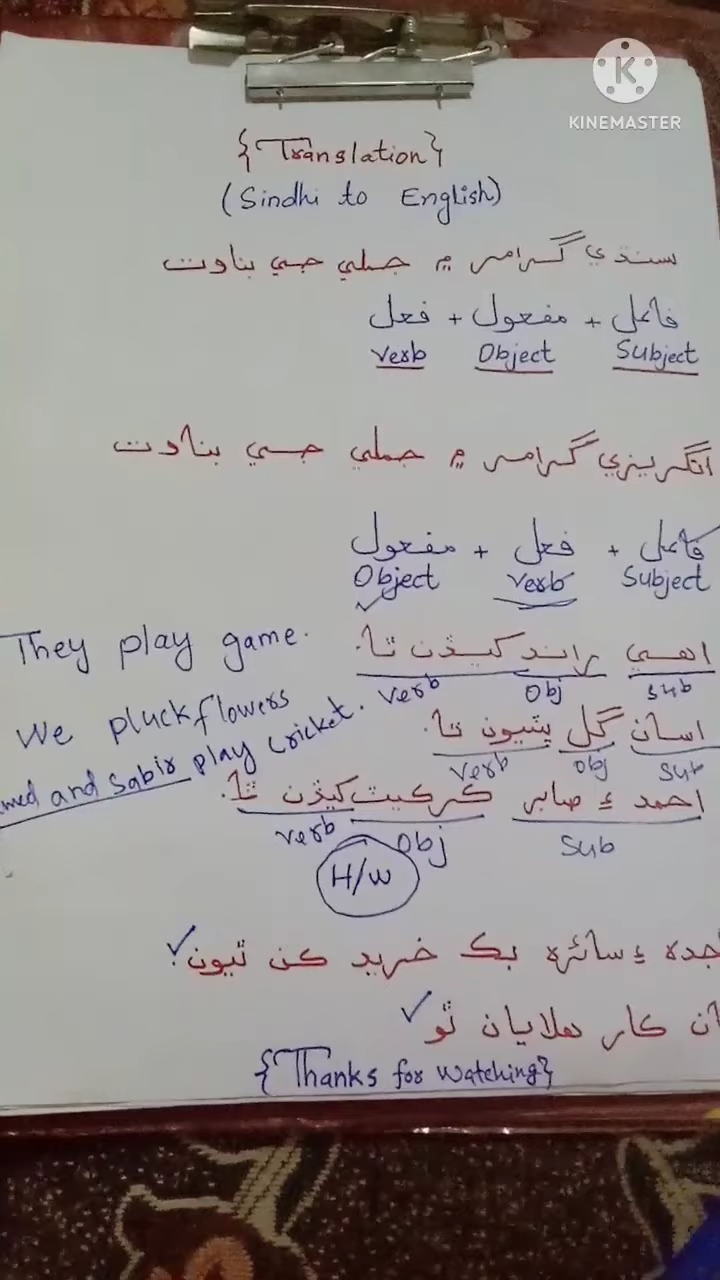 KINEMASTER
{Translation}
(Sindhi to English)
سنڌي گرامر ۾ جملي جي بناوت
فاعل + مفعول + فعل
Subject Object Verb
انگريزي گرامر ۾ جملي جي بناوت
فاعل + فعل + مفعول
Subject Verb Object
اهي راند کيڏن ٿا.
They play game.
Sub Obj Verb
اسان گل پٽيون ٿا.
We pluck flowers
Sub Obj Verb
احمد ۽ صابر ڪرڪيٽ کيڏن ٿا.
and Sabir play cricket.
Sub Obj Verb
H/W
۽ سائره بڪ خريد ڪن ٿيون.
ڪار هلايان ٿو
{Thanks for watching}